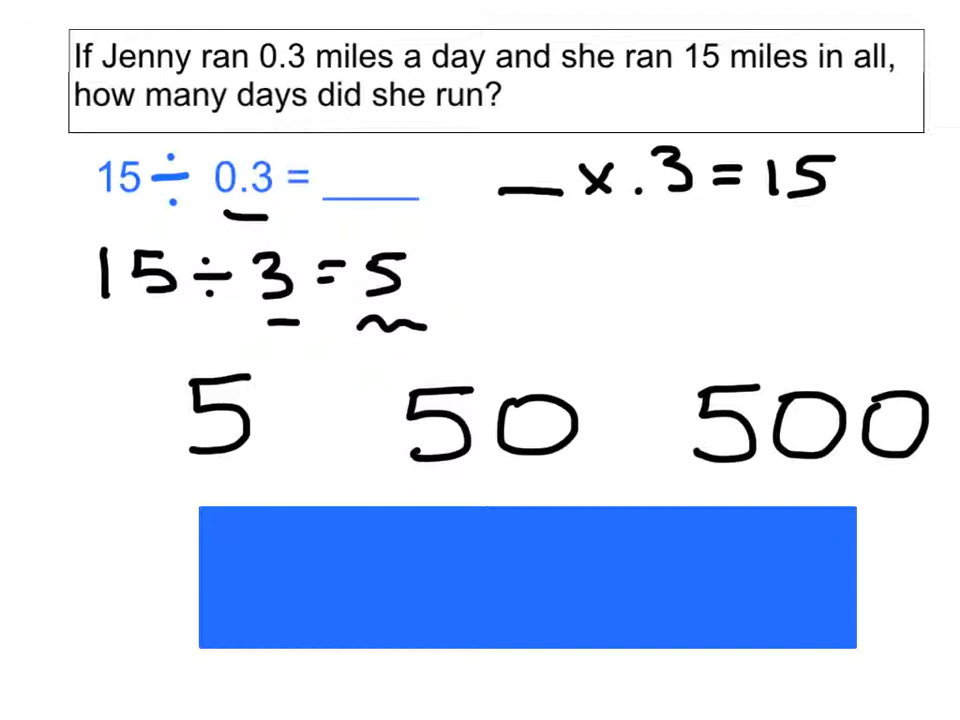 If Jenny ran 0.3 miles a day and she ran 15 miles in all,
how many days did she run?
15 ÷ 0.3 = ____
__ x .3 = 15
15 ÷ 3 = 5
5 50 500